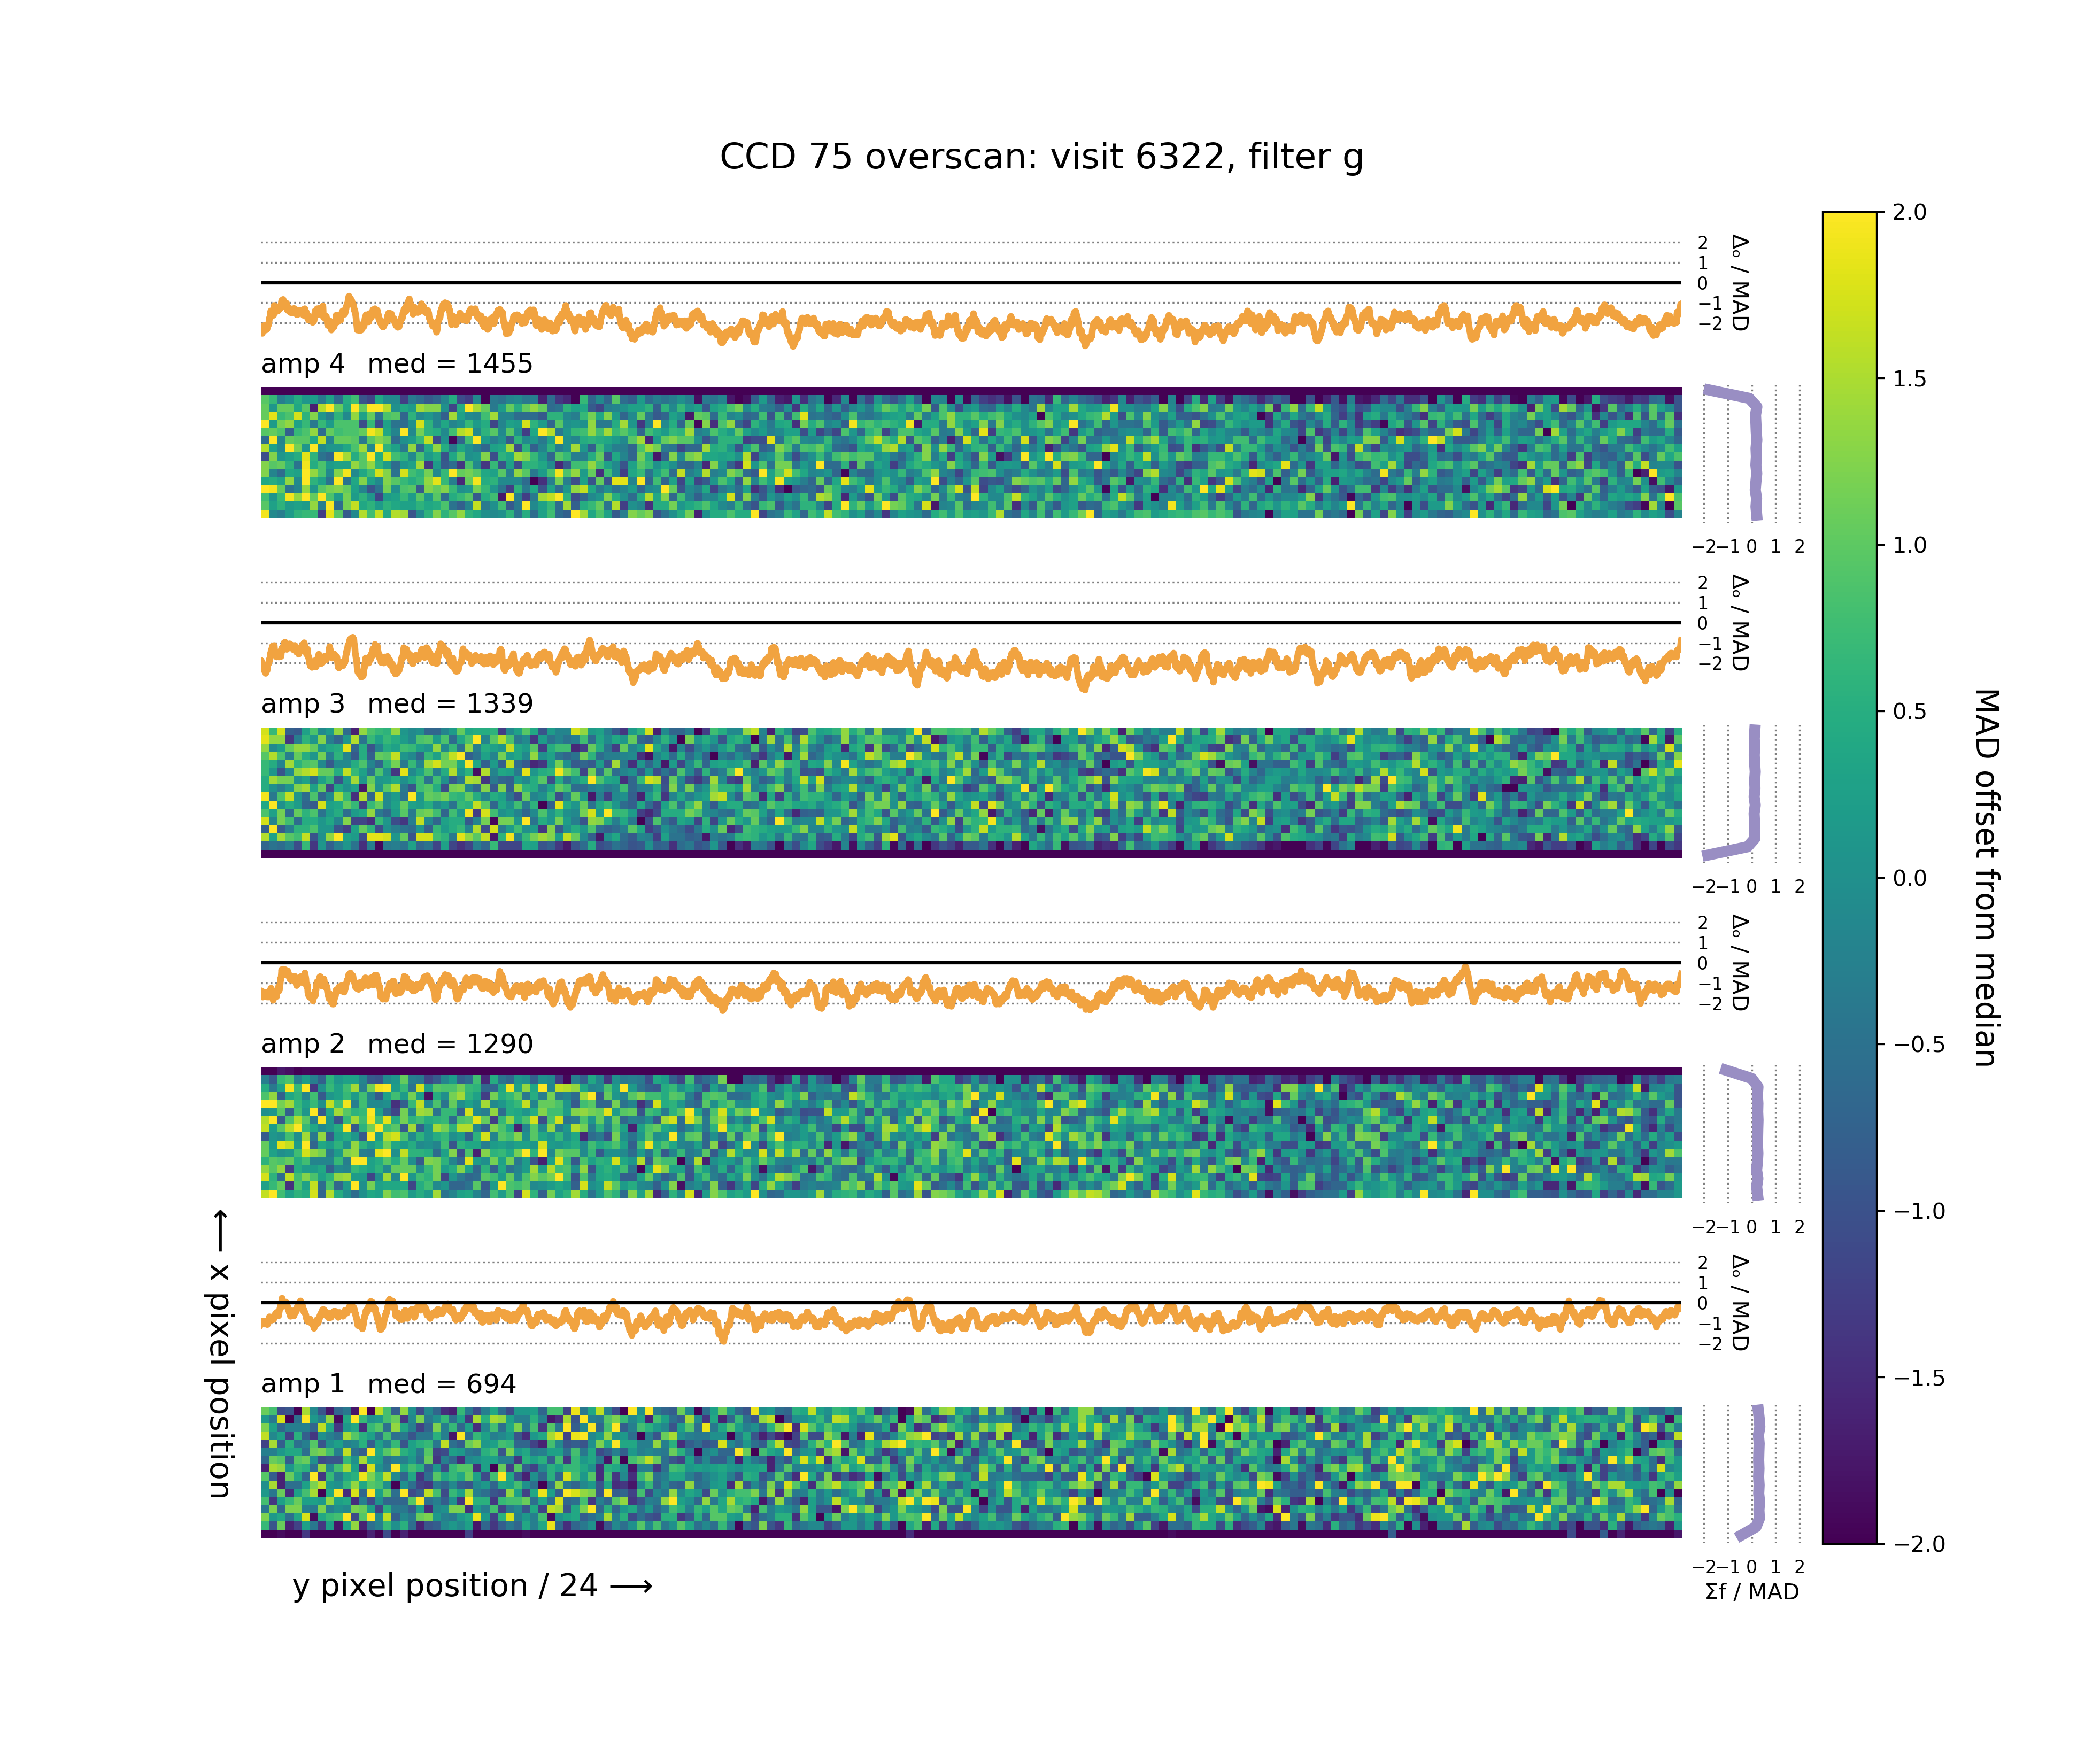 CCD 75 overscan: visit 6322, filter g
2
1
0
−1
−2
Δₒ / MAD
amp 4 med = 1455
−2 −1 0 1 2
2
1
0
−1
−2
Δₒ / MAD
amp 3 med = 1339
−2 −1 0 1 2
2
1
0
−1
−2
Δₒ / MAD
amp 2 med = 1290
−2 −1 0 1 2
2
1
0
−1
−2
Δₒ / MAD
amp 1 med = 694
−2 −1 0 1 2
Σf / MAD
⟵ x pixel position
y pixel position / 24 ⟶
2.0
1.5
1.0
0.5
0.0
−0.5
−1.0
−1.5
−2.0
MAD offset from median